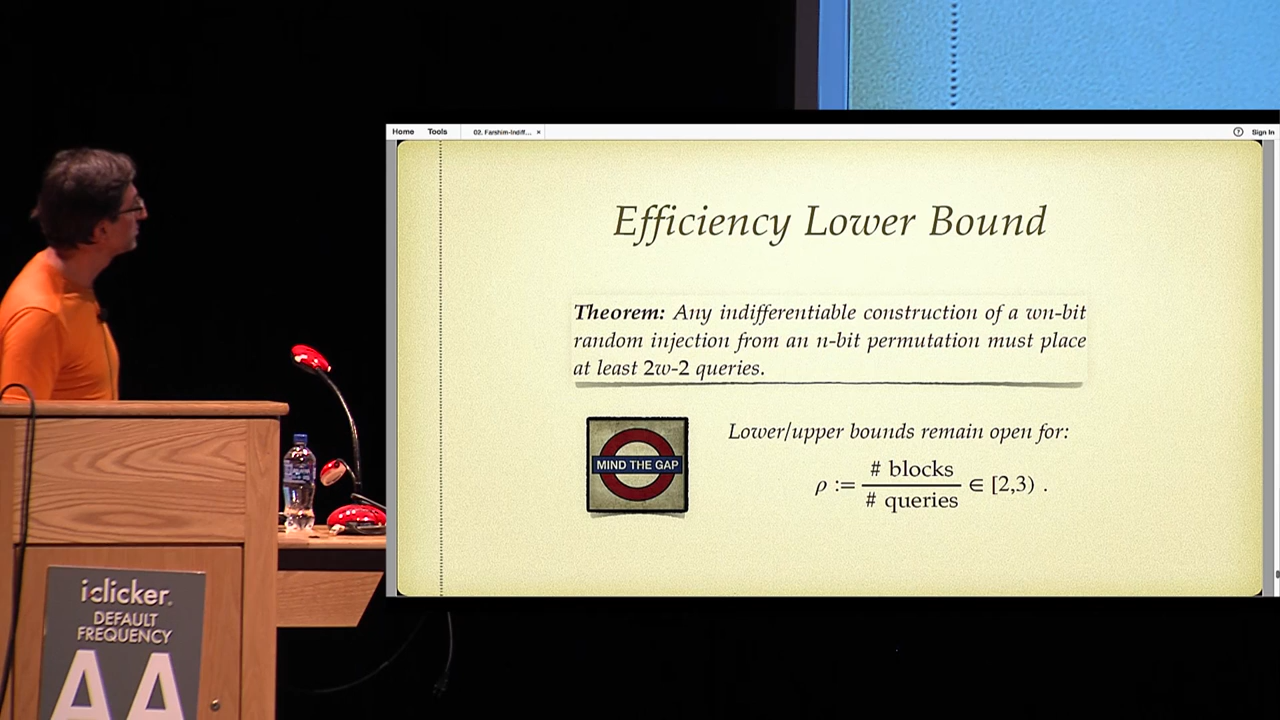 Home Tools 02. Farshim-Indiff... × ? Sign In
Efficiency Lower Bound
Theorem: Any indifferentiable construction of a wn-bit
random injection from an n-bit permutation must place
at least 2w-2 queries.
MIND THE GAP
Lower/upper bounds remain open for:
ρ := # blocks / # queries ∈ [2,3) .
iclicker.
DEFAULT
FREQUENCY
AA